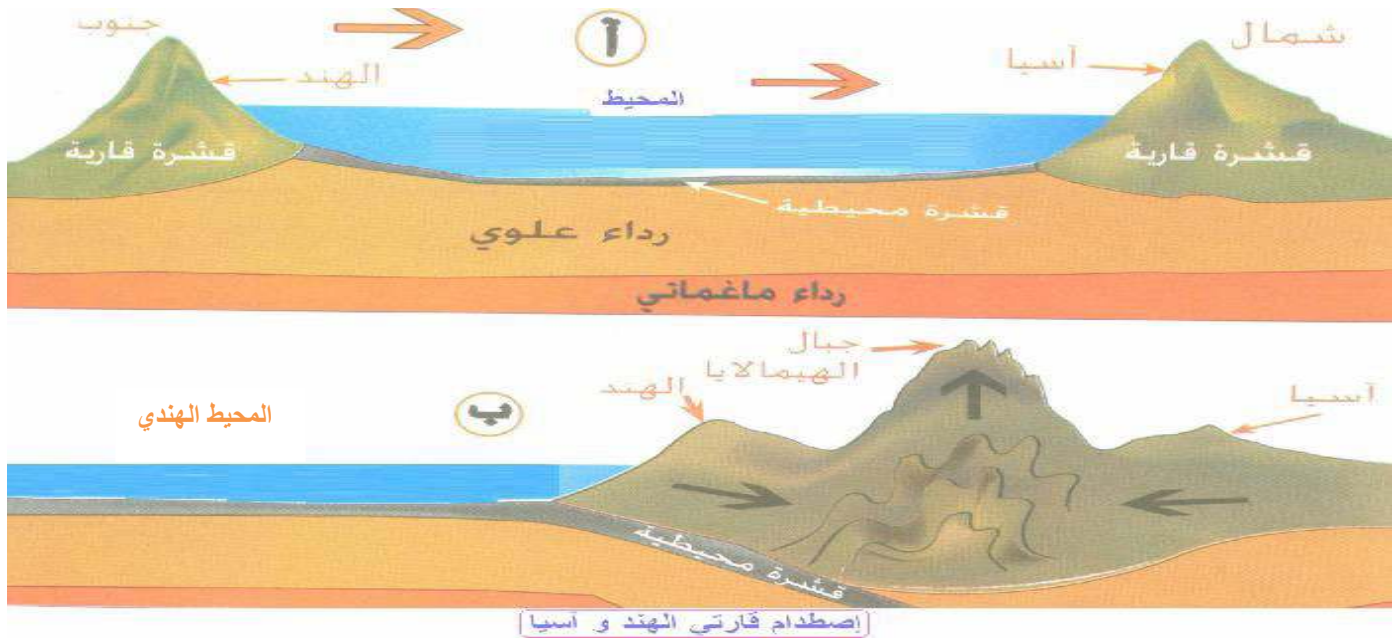 جنوب
أ
شمال
الهند
آسيا
المحيط
قشرة قارية
قشرة قارية
قشرة محيطية
رداء علوي
رداء ماغماتي
جبال
الهيمالايا
الهند
آسيا
المحيط الهندي
ب
قشرة محيطية
إصطدام قارتي الهند و آسيا